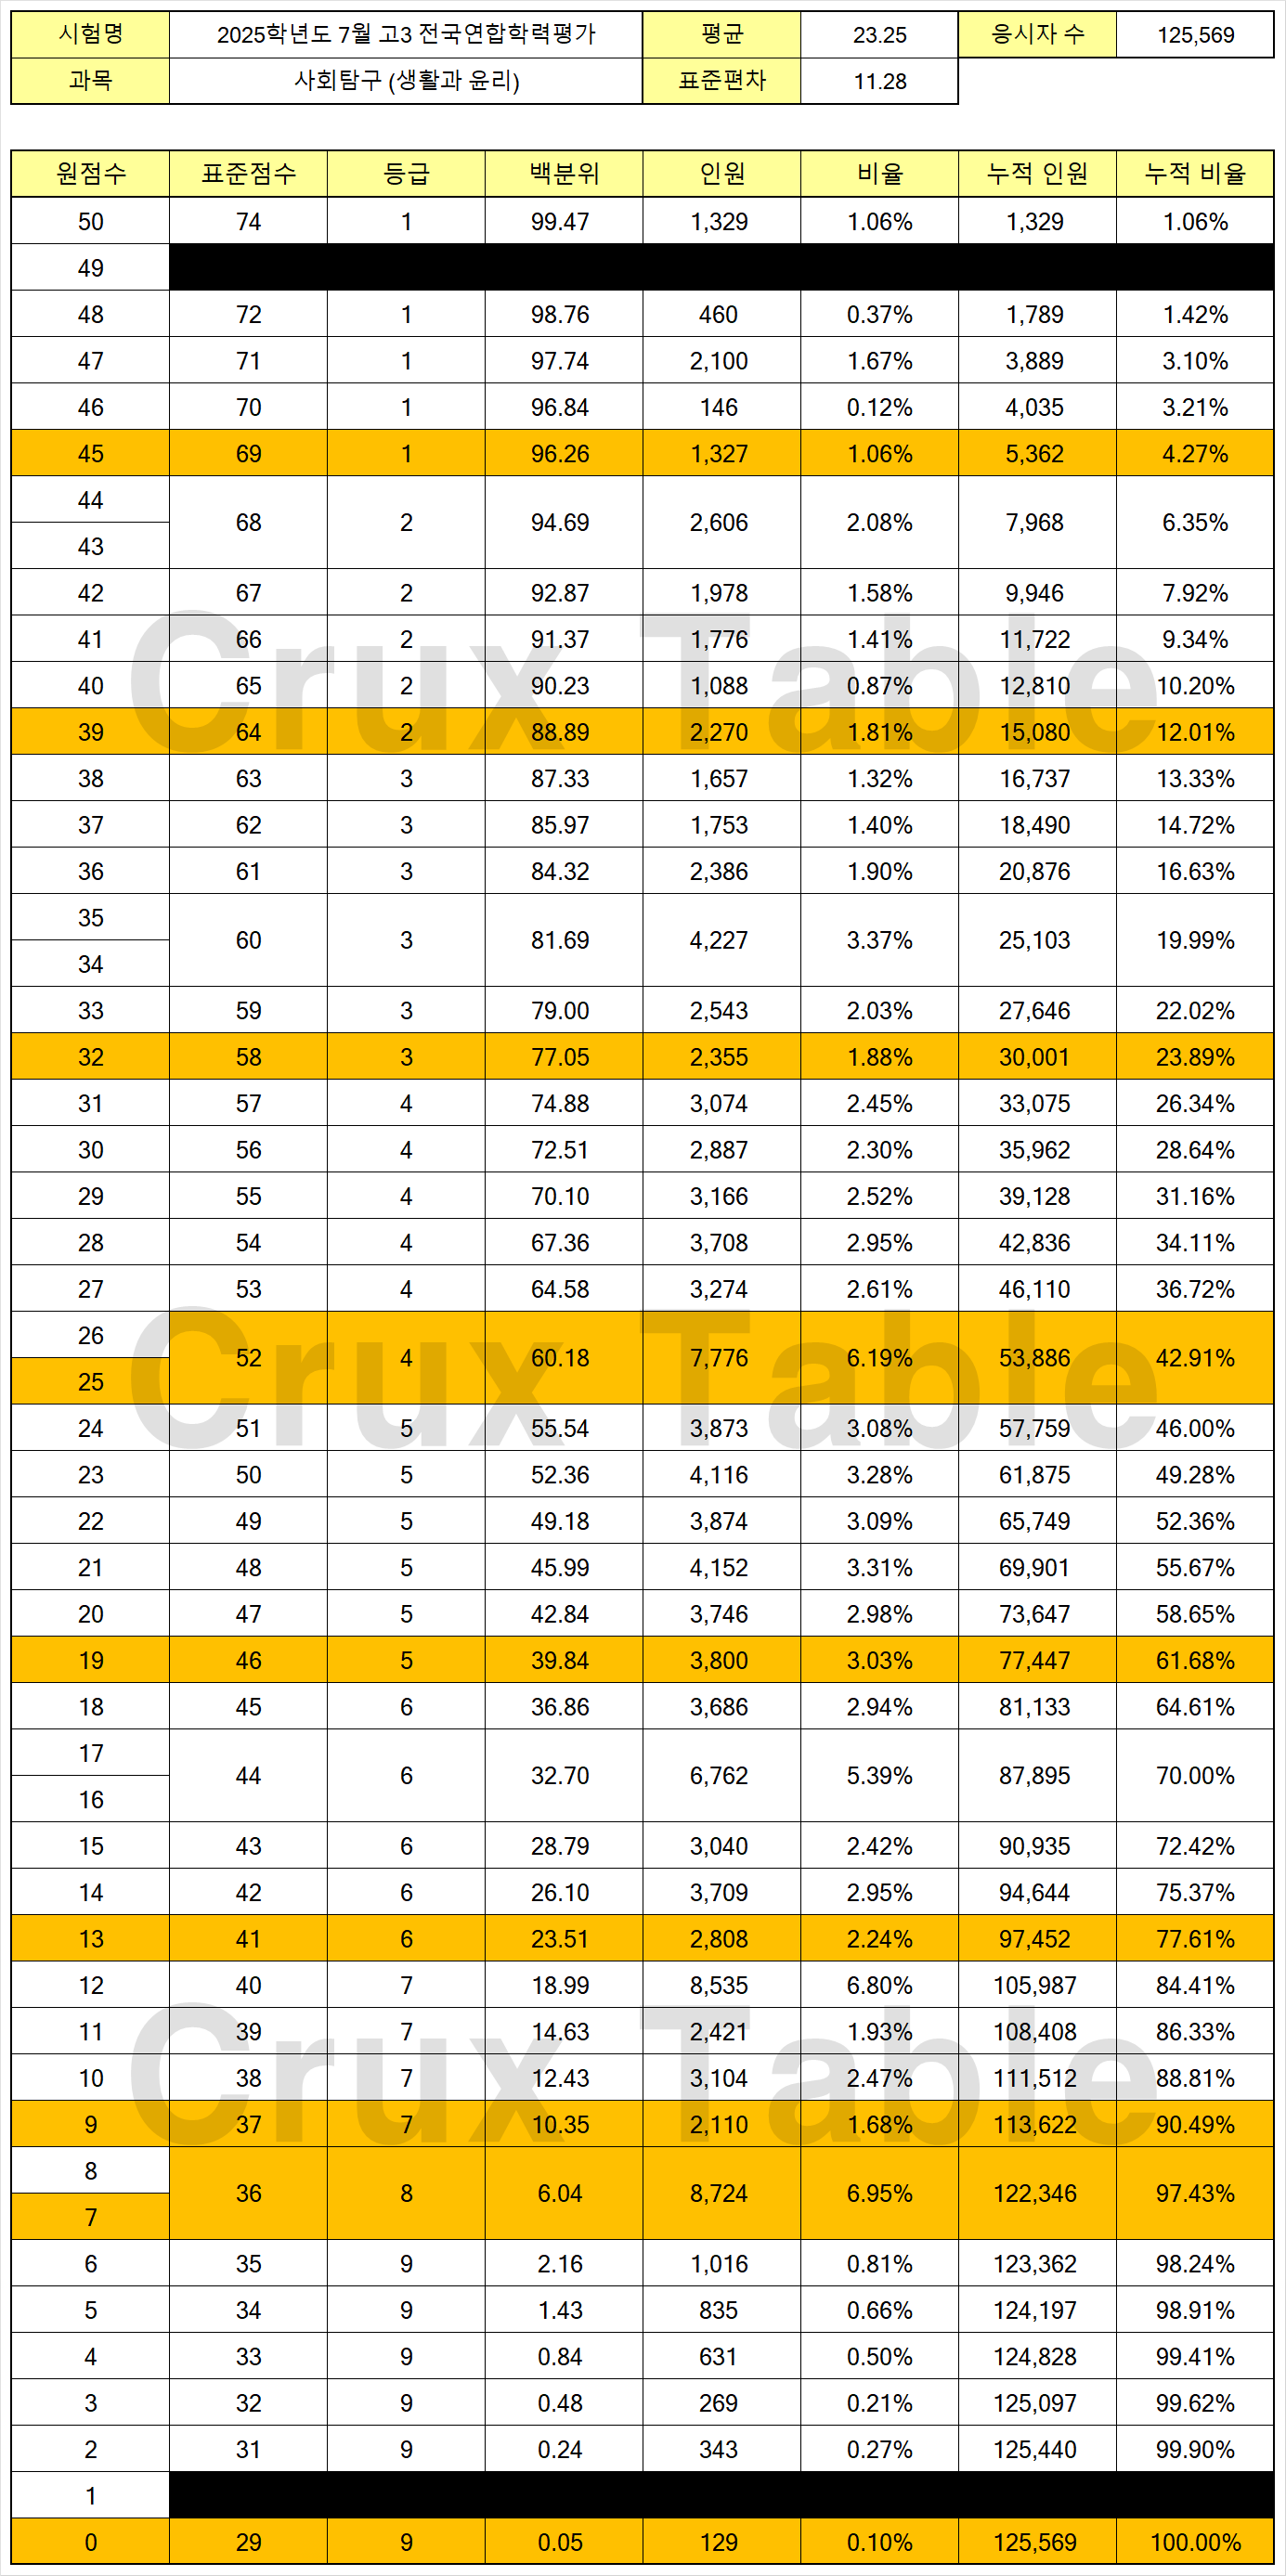 시험명 2025학년도 7월 고3 전국연합학력평가 평균 23.25 응시자 수 125,569
과목 사회탐구 (생활과 윤리) 표준편차 11.28
원점수 표준점수 등급 백분위 인원 비율 누적 인원 누적 비율
50 74 1 99.47 1,329 1.06% 1,329 1.06%
49
48 72 1 98.76 460 0.37% 1,789 1.42%
47 71 1 97.74 2,100 1.67% 3,889 3.10%
46 70 1 96.84 146 0.12% 4,035 3.21%
45 69 1 96.26 1,327 1.06% 5,362 4.27%
44
68 2 94.69 2,606 2.08% 7,968 6.35%
43
42 67 2 92.87 1,978 1.58% 9,946 7.92%
41 66 2 91.37 1,776 1.41% 11,722 9.34%
40 65 2 90.23 1,088 0.87% 12,810 10.20%
Crux Table
39 64 2 88.89 2,270 1.81% 15,080 12.01%
38 63 3 87.33 1,657 1.32% 16,737 13.33%
37 62 3 85.97 1,753 1.40% 18,490 14.72%
36 61 3 84.32 2,386 1.90% 20,876 16.63%
35
60 3 81.69 4,227 3.37% 25,103 19.99%
34
33 59 3 79.00 2,543 2.03% 27,646 22.02%
32 58 3 77.05 2,355 1.88% 30,001 23.89%
31 57 4 74.88 3,074 2.45% 33,075 26.34%
30 56 4 72.51 2,887 2.30% 35,962 28.64%
29 55 4 70.10 3,166 2.52% 39,128 31.16%
28 54 4 67.36 3,708 2.95% 42,836 34.11%
27 53 4 64.58 3,274 2.61% 46,110 36.72%
26
52 4 60.18 7,776 6.19% 53,886 42.91%
25
Crux Table
24 51 5 55.54 3,873 3.08% 57,759 46.00%
23 50 5 52.36 4,116 3.28% 61,875 49.28%
22 49 5 49.18 3,874 3.09% 65,749 52.36%
21 48 5 45.99 4,152 3.31% 69,901 55.67%
20 47 5 42.84 3,746 2.98% 73,647 58.65%
19 46 5 39.84 3,800 3.03% 77,447 61.68%
18 45 6 36.86 3,686 2.94% 81,133 64.61%
17
44 6 32.70 6,762 5.39% 87,895 70.00%
16
15 43 6 28.79 3,040 2.42% 90,935 72.42%
14 42 6 26.10 3,709 2.95% 94,644 75.37%
13 41 6 23.51 2,808 2.24% 97,452 77.61%
12 40 7 18.99 8,535 6.80% 105,987 84.41%
11 39 7 14.63 2,421 1.93% 108,408 86.33%
10 38 7 12.43 3,104 2.47% 111,512 88.81%
Crux Table
9 37 7 10.35 2,110 1.68% 113,622 90.49%
8
36 8 6.04 8,724 6.95% 122,346 97.43%
7
6 35 9 2.16 1,016 0.81% 123,362 98.24%
5 34 9 1.43 835 0.66% 124,197 98.91%
4 33 9 0.84 631 0.50% 124,828 99.41%
3 32 9 0.48 269 0.21% 125,097 99.62%
2 31 9 0.24 343 0.27% 125,440 99.90%
1
0 29 9 0.05 129 0.10% 125,569 100.00%